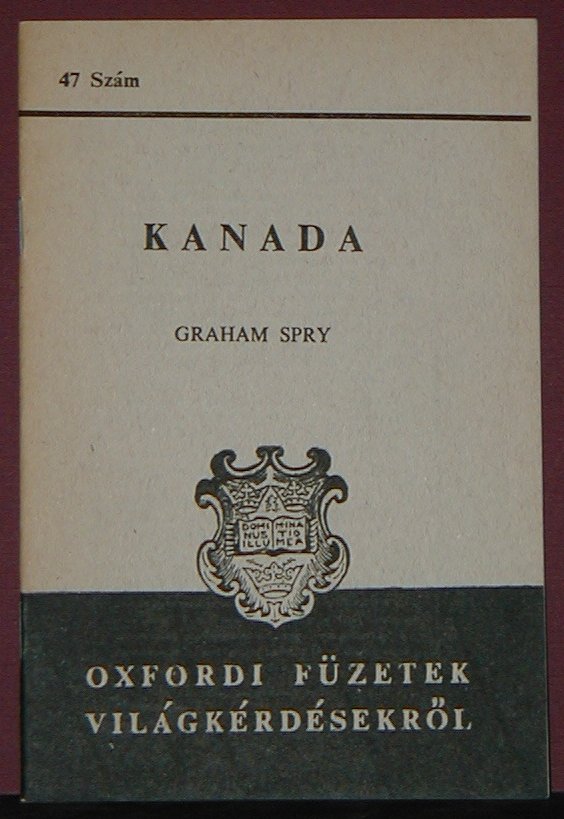 47 Szám
KANADA
GRAHAM SPRY
DOMI MINA
NUS TIO
ILLU MEA
OXFORDI FÜZETEK
VILÁGKÉRDÉSEKRŐL